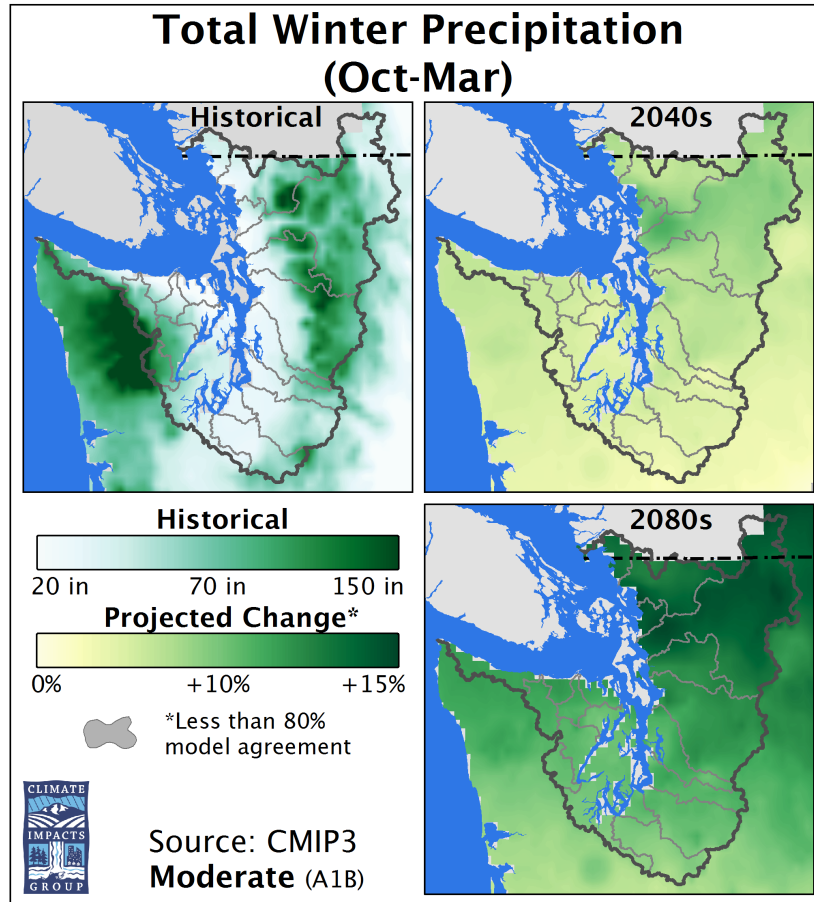 Total Winter Precipitation
(Oct-Mar)
Historical
2040s
2080s
Historical
20 in 70 in 150 in
Projected Change*
0% +10% +15%
*Less than 80%
model agreement
CLIMATE
IMPACTS
GROUP
Source: CMIP3
Moderate (A1B)